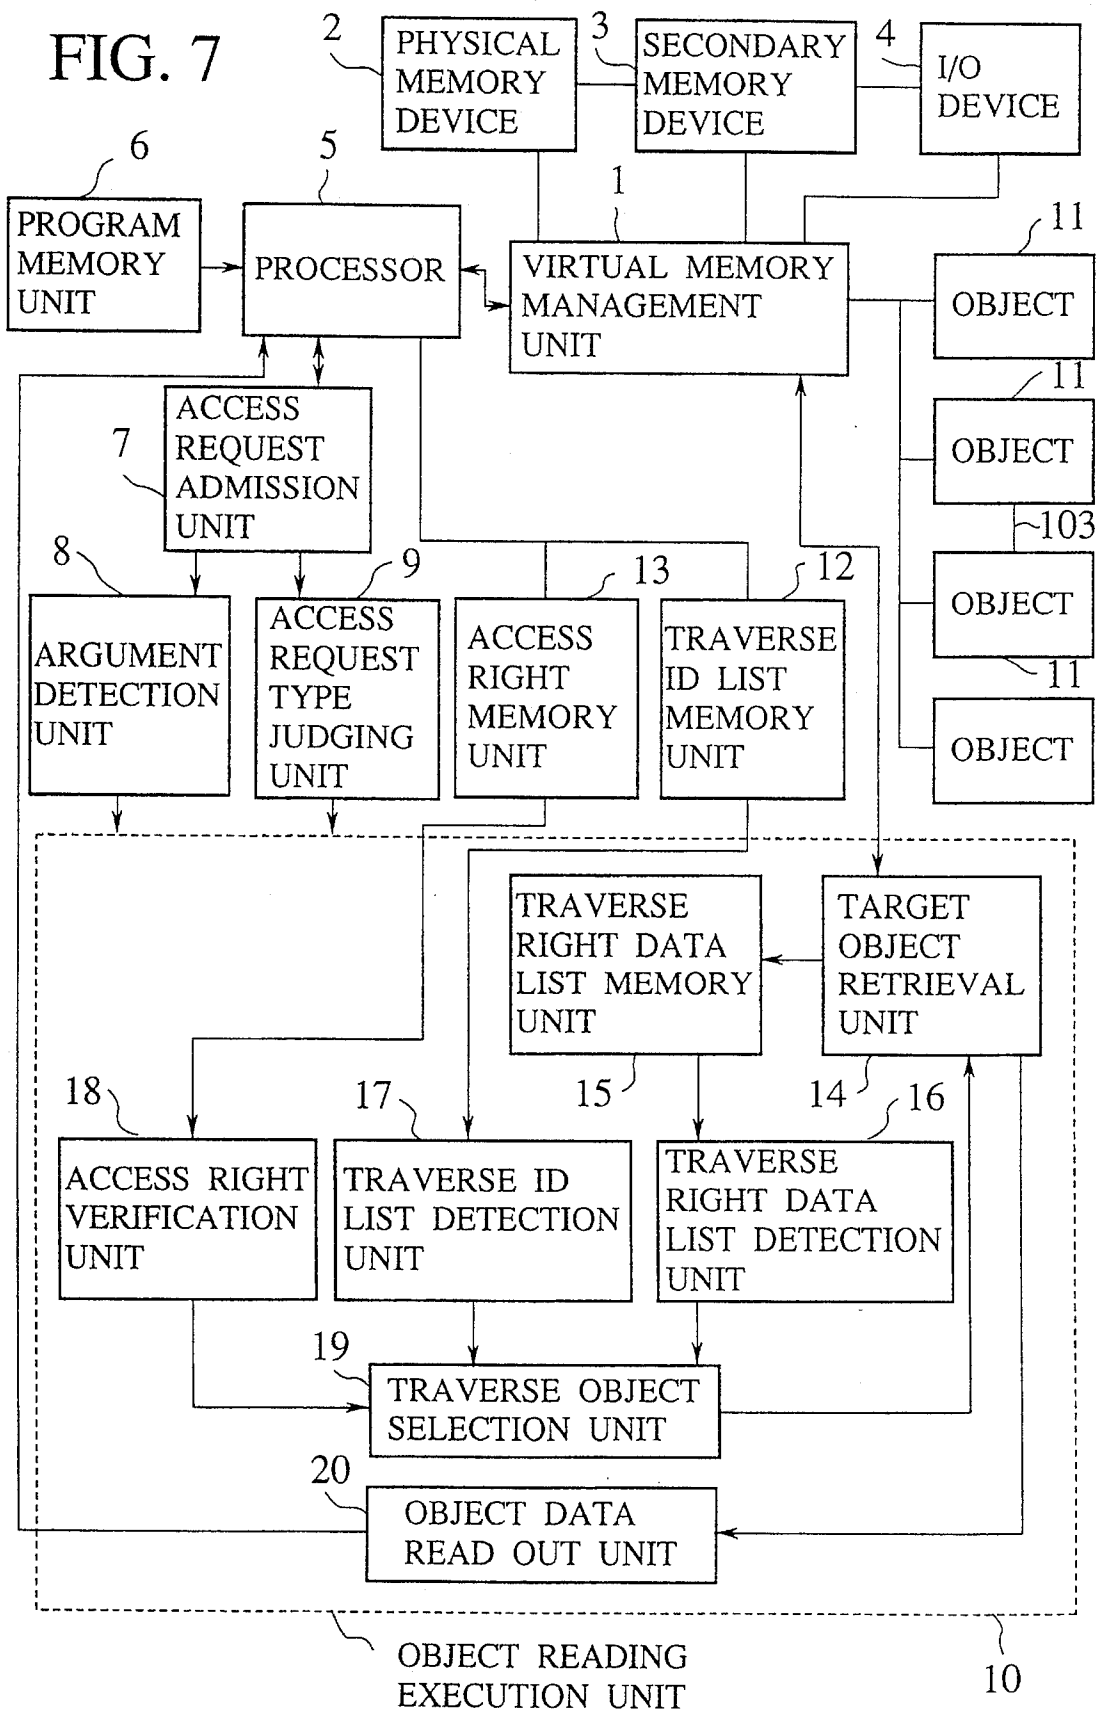 FIG. 7
2
PHYSICAL
MEMORY
DEVICE
3
SECONDARY
MEMORY
DEVICE
4
I/O
DEVICE
6
PROGRAM
MEMORY
UNIT
5
PROCESSOR
1
VIRTUAL MEMORY
MANAGEMENT
UNIT
11
OBJECT
11
OBJECT
103
OBJECT
11
OBJECT
7
ACCESS
REQUEST
ADMISSION
UNIT
8
ARGUMENT
DETECTION
UNIT
9
ACCESS
REQUEST
TYPE
JUDGING
UNIT
13
ACCESS
RIGHT
MEMORY
UNIT
12
TRAVERSE
ID LIST
MEMORY
UNIT
TRAVERSE
RIGHT DATA
LIST MEMORY
UNIT
15
TARGET
OBJECT
RETRIEVAL
UNIT
14
18
ACCESS RIGHT
VERIFICATION
UNIT
17
TRAVERSE ID
LIST DETECTION
UNIT
16
TRAVERSE
RIGHT DATA
LIST DETECTION
UNIT
19
TRAVERSE OBJECT
SELECTION UNIT
20
OBJECT DATA
READ OUT UNIT
OBJECT READING
EXECUTION UNIT
10